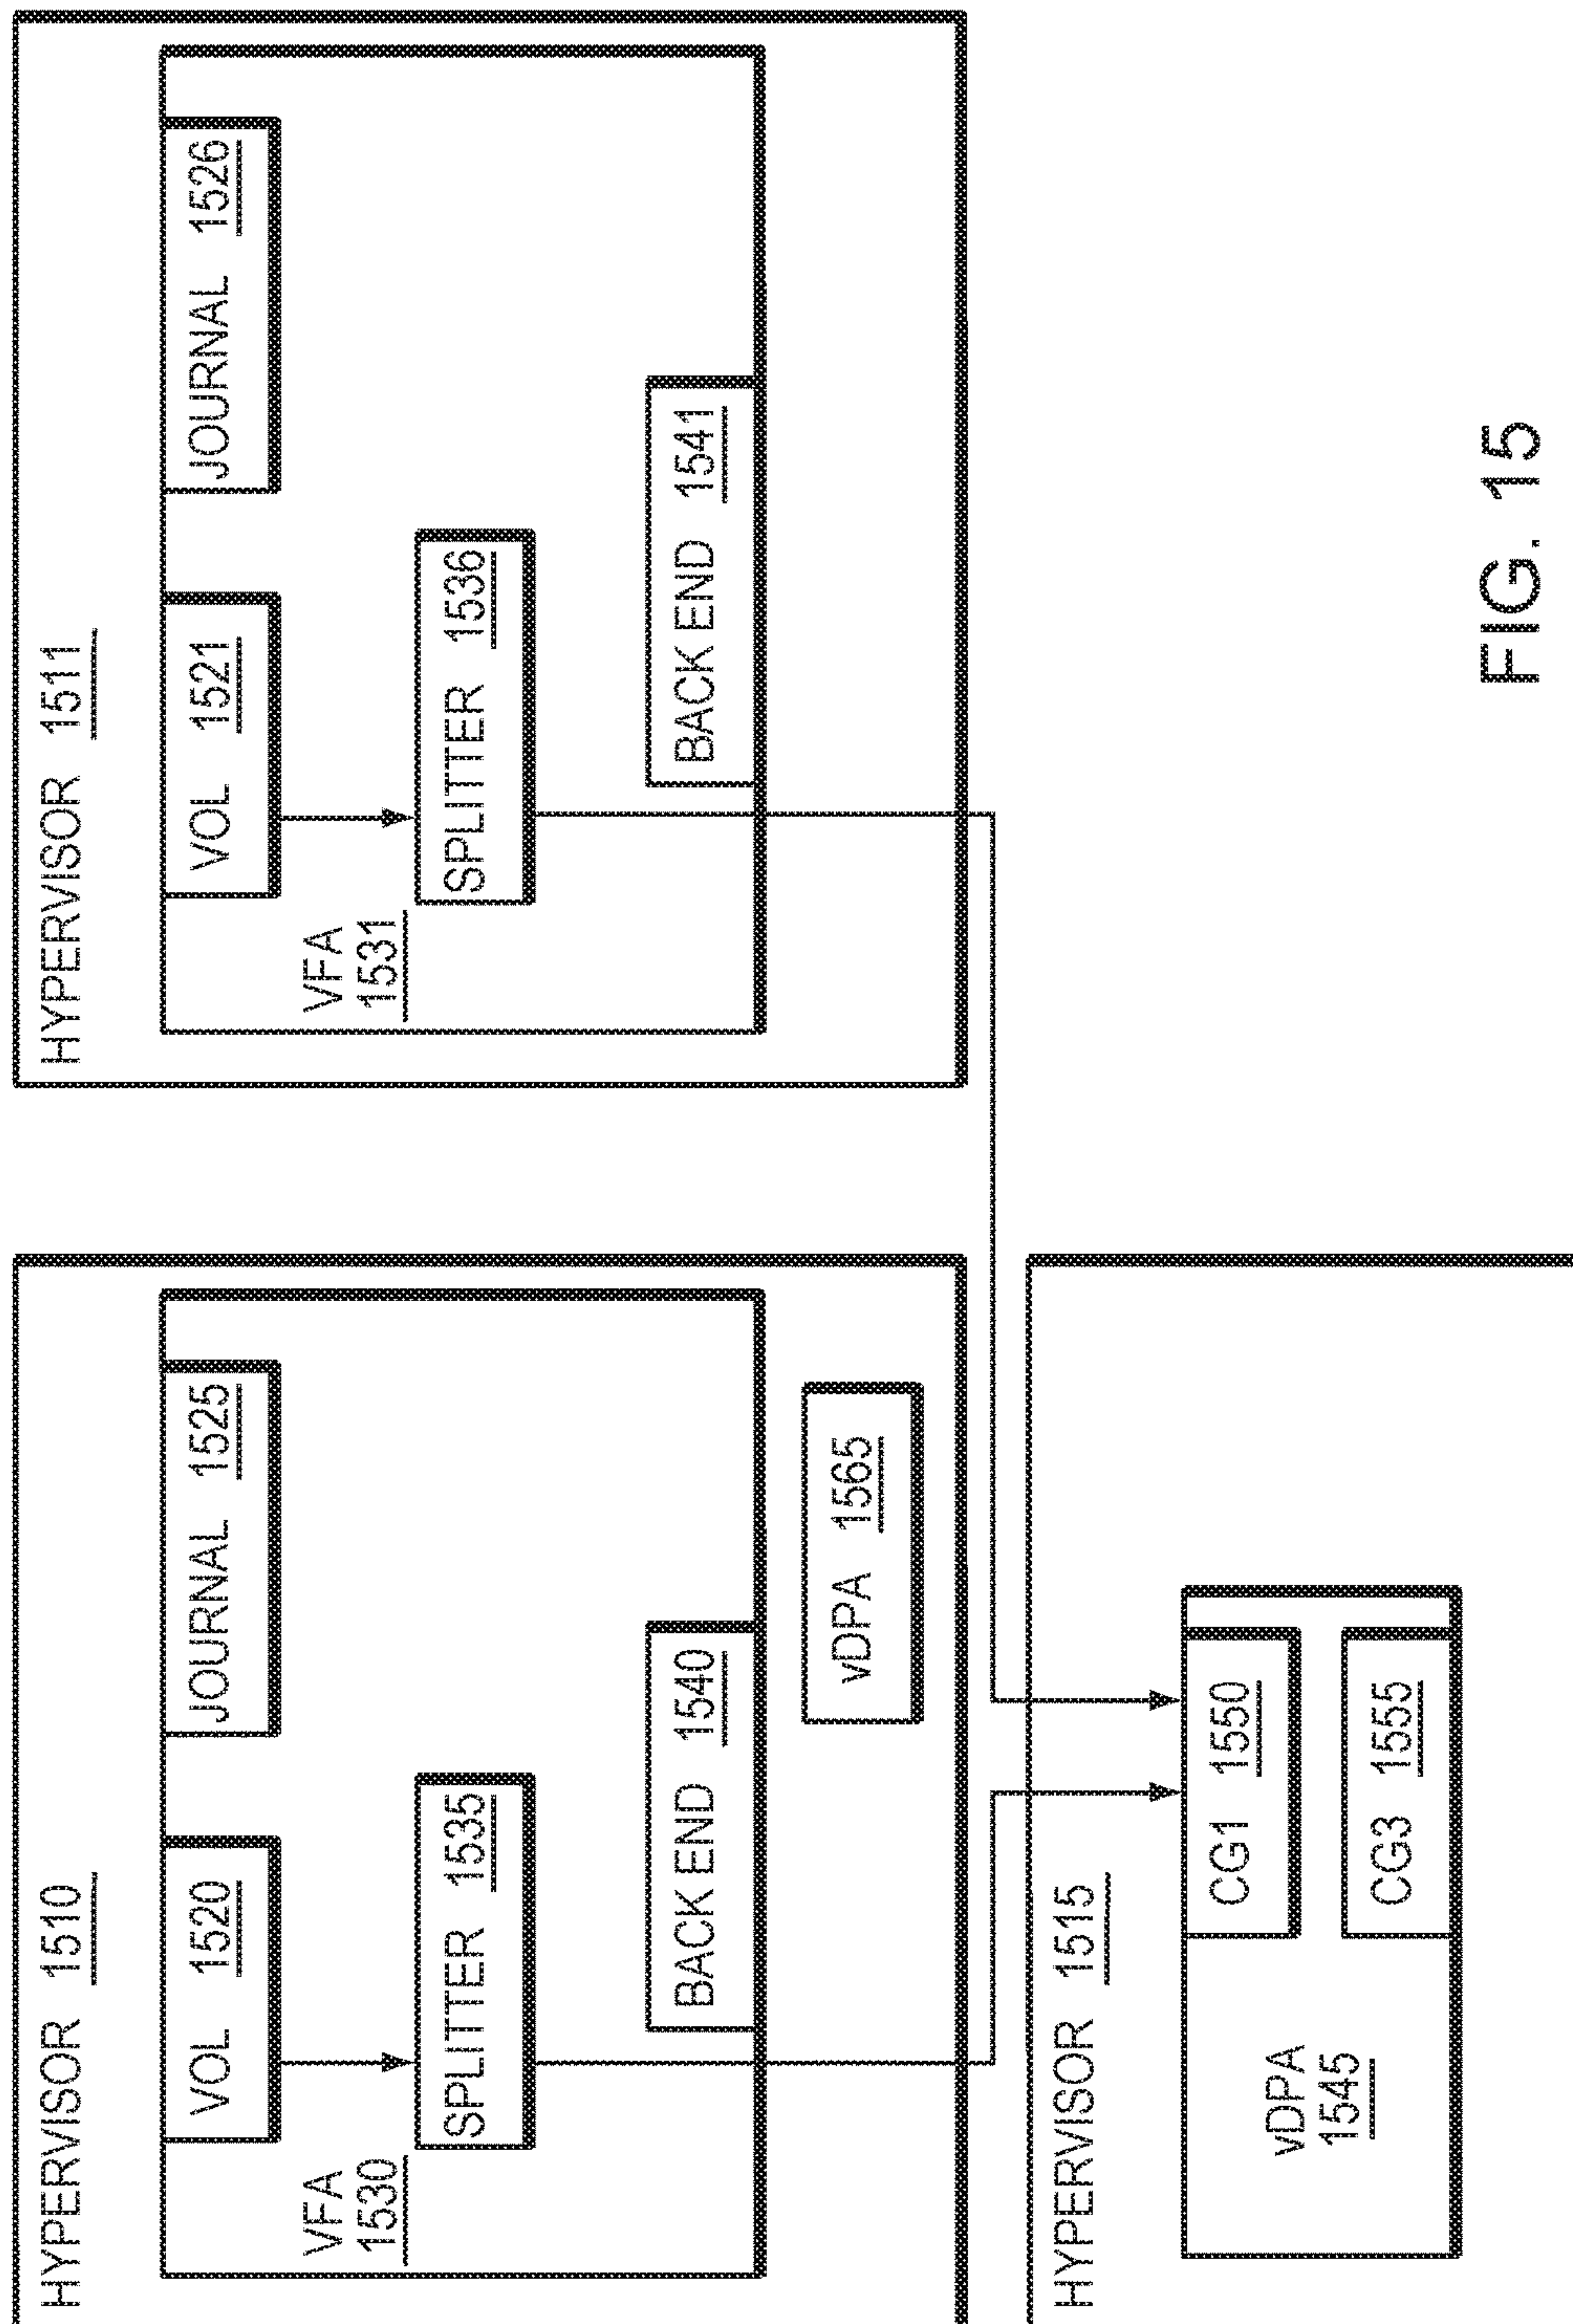 HYPERVISOR 1510
VOL 1520
JOURNAL 1525
VFA
1530
SPLITTER 1535
BACK END 1540
vDPA 1565
HYPERVISOR 1511
VOL 1521
JOURNAL 1526
VFA
1531
SPLITTER 1536
BACK END 1541
HYPERVISOR 1515
vDPA
1545
CG1 1550
CG3 1555
FIG. 15